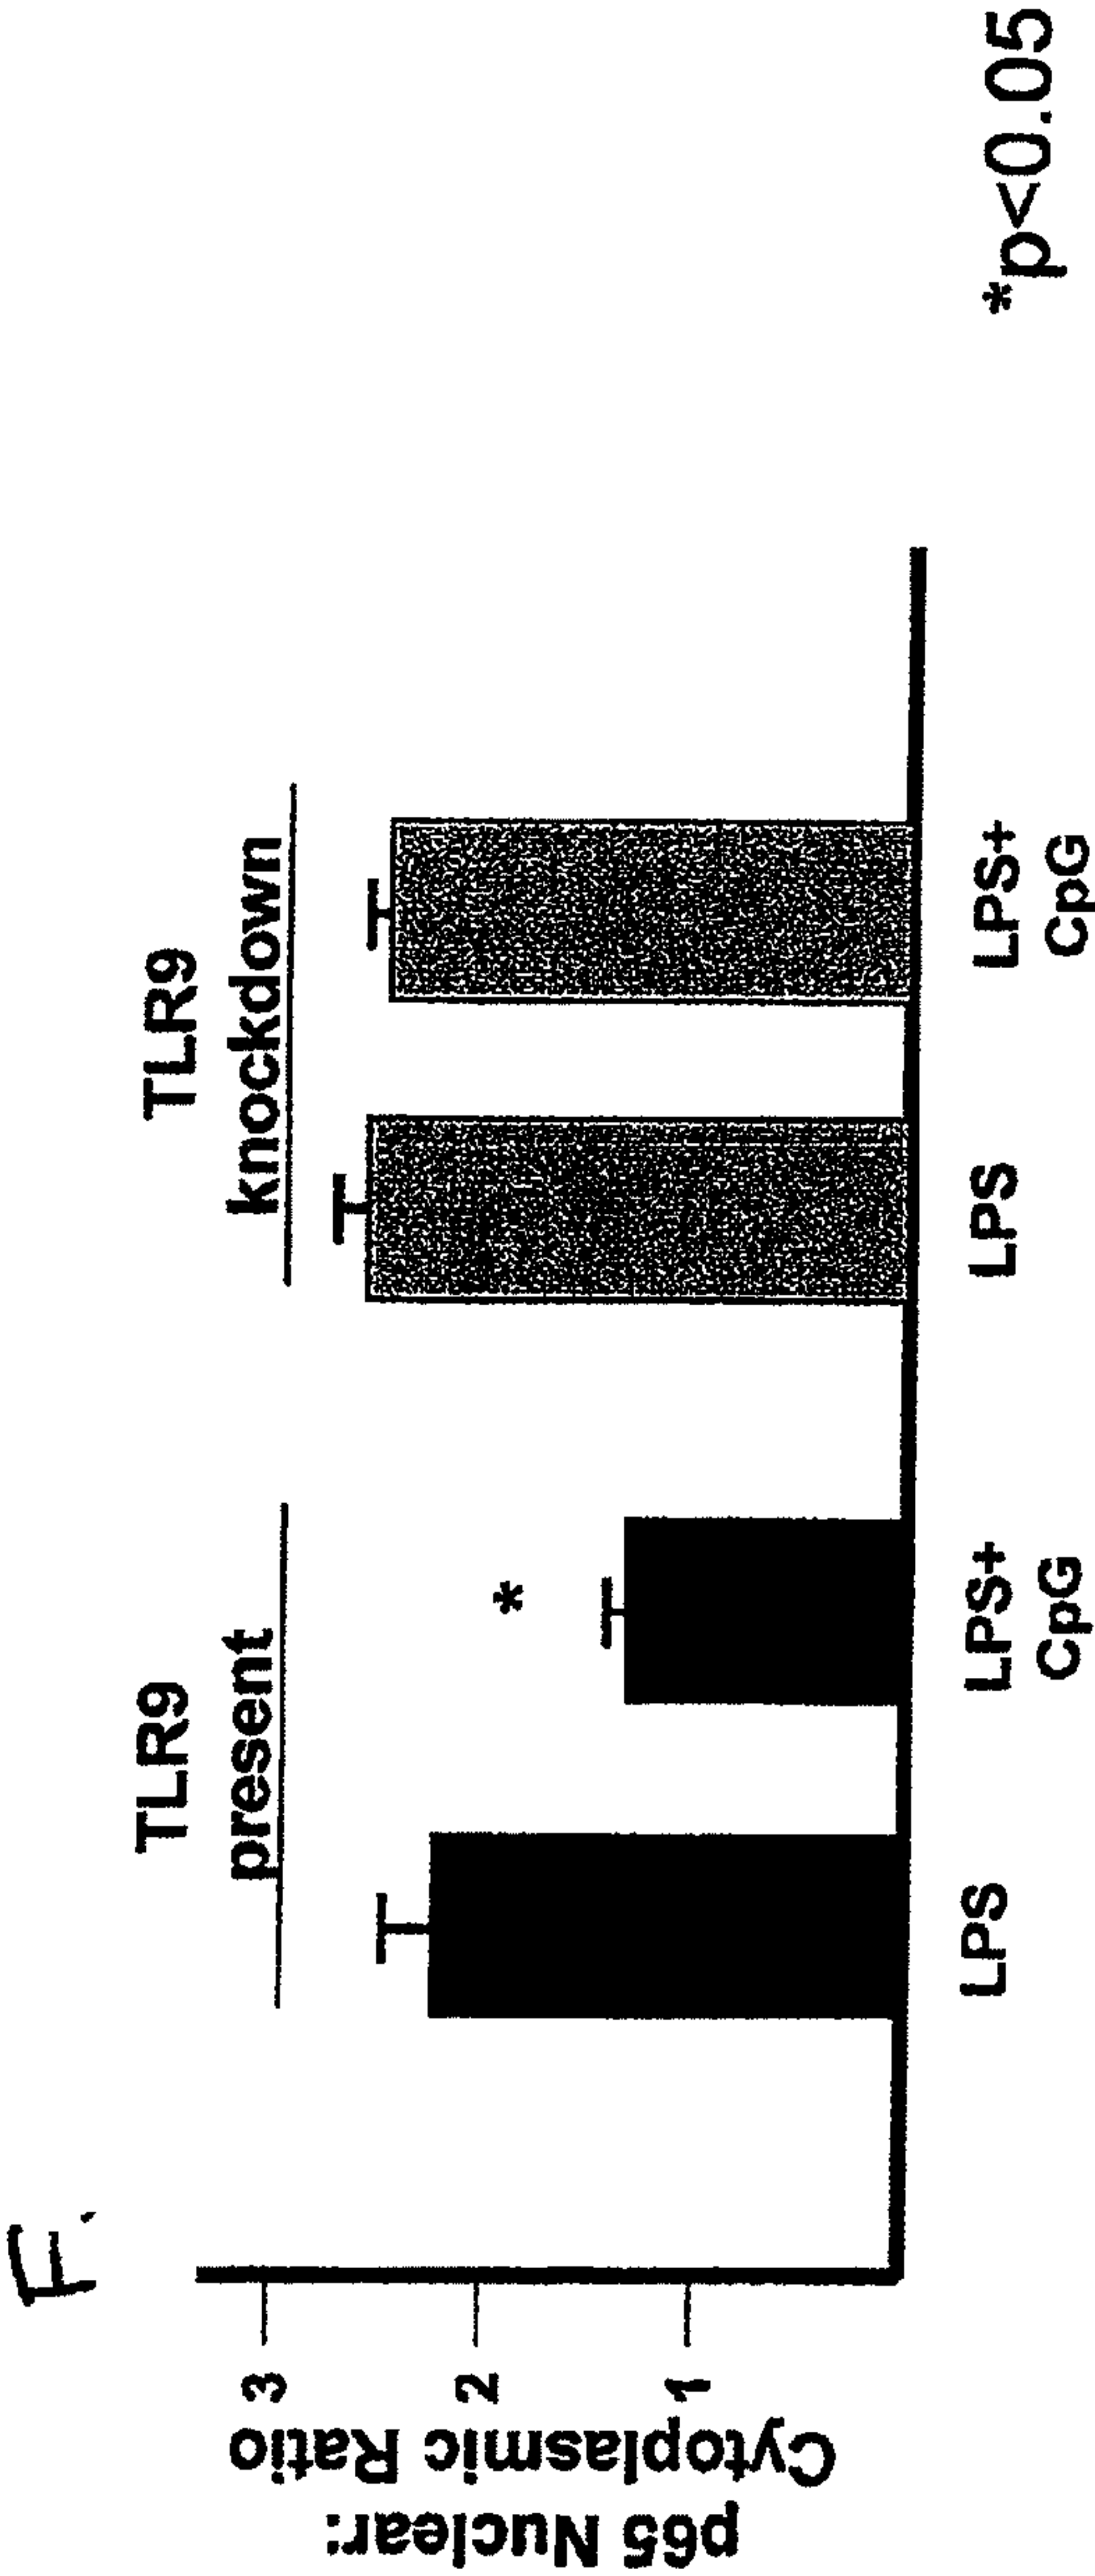 F.
TLR9
present
TLR9
knockdown
p65 Nuclear:
Cytoplasmic Ratio
3
2
1
*
LPS
LPS+
CpG
LPS
LPS+
CpG
*p<0.05